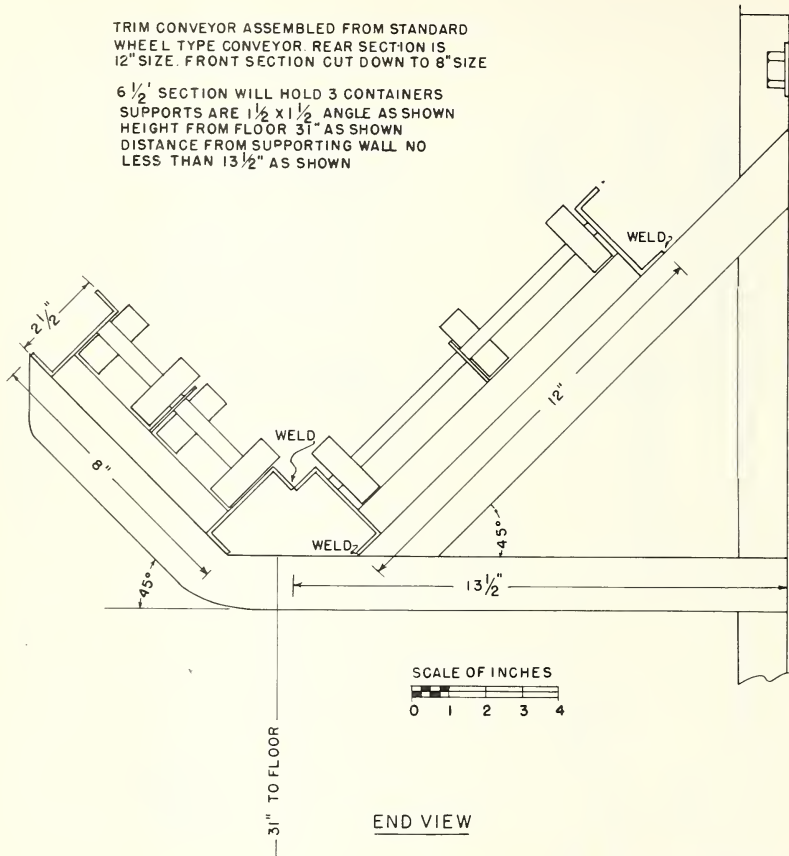 TRIM CONVEYOR ASSEMBLED FROM STANDARD
WHEEL TYPE CONVEYOR. REAR SECTION IS
12" SIZE. FRONT SECTION CUT DOWN TO 8" SIZE
6 1/2' SECTION WILL HOLD 3 CONTAINERS
SUPPORTS ARE 1 1/2 X 1 1/2 ANGLE AS SHOWN
HEIGHT FROM FLOOR 31" AS SHOWN
DISTANCE FROM SUPPORTING WALL NO
LESS THAN 13 1/2" AS SHOWN
WELD
2 1/2"
12"
8"
WELD
WELD
45°
45°
13 1/2"
SCALE OF INCHES
0 1 2 3 4
31" TO FLOOR
END VIEW